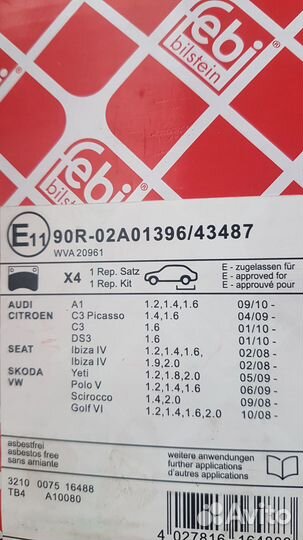 febi
bilstein
febi
bilstein
E11 90R-02A01396/43487
WVA 20961
X4 1 Rep. Satz
1 Rep. Kit
E - zugelassen für
E - approved for
E - approuvé pour
AUDI A1 1.2,1.4,1.6 09/10 -
CITROEN C3 Picasso 1.4,1.6 04/09 -
C3 1.6 01/10 -
DS3 1.6 01/10 -
SEAT Ibiza IV 1.2,1.4,1.6, 02/08 -
Ibiza IV 1.9,2.0 02/08 -
SKODA Yeti 1.2,1.8,2.0 05/09 -
VW Polo V 1.2,1.4,1.6 06/09 -
Scirocco 1.4,2.0 09/08 -
Golf VI 1.2,1.4,1.6,2.0 10/08 -
asbestfrei
asbestos free
sans amiante
weitere anwendungen
further applications
d'autres applications
3210 0075 16488
TB4 A10080
Avito